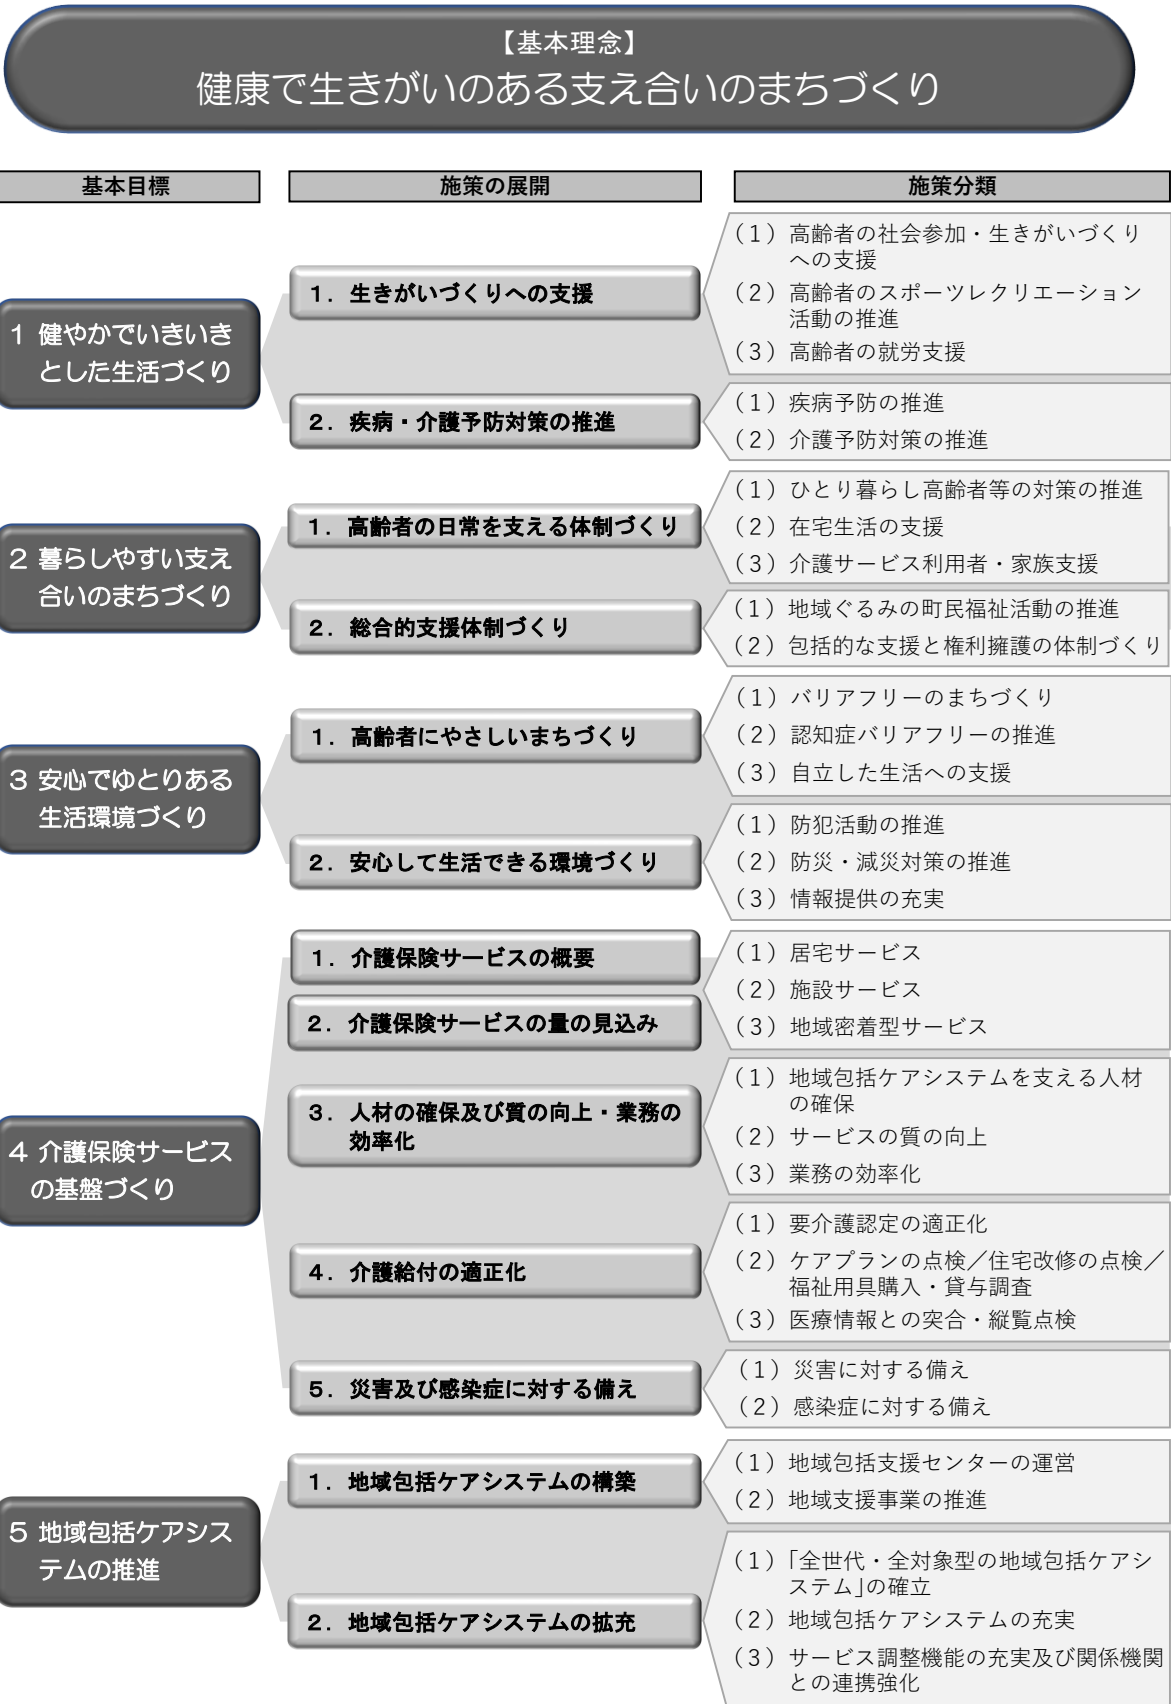 【基本理念】
健康で生きがいのある支え合いのまちづくり
基本目標
施策の展開
施策分類
1 健やかでいきいき
とした生活づくり
1．生きがいづくりへの支援
（1）高齢者の社会参加・生きがいづくり
への支援
（2）高齢者のスポーツレクリエーション
活動の推進
（3）高齢者の就労支援
2．疾病・介護予防対策の推進
（1）疾病予防の推進
（2）介護予防対策の推進
2 暮らしやすい支え
合いのまちづくり
1．高齢者の日常を支える体制づくり
（1）ひとり暮らし高齢者等の対策の推進
（2）在宅生活の支援
（3）介護サービス利用者・家族支援
2．総合的支援体制づくり
（1）地域ぐるみの町民福祉活動の推進
（2）包括的な支援と権利擁護の体制づくり
3 安心でゆとりある
生活環境づくり
1．高齢者にやさしいまちづくり
（1）バリアフリーのまちづくり
（2）認知症バリアフリーの推進
（3）自立した生活への支援
2．安心して生活できる環境づくり
（1）防犯活動の推進
（2）防災・減災対策の推進
（3）情報提供の充実
4 介護保険サービス
の基盤づくり
1．介護保険サービスの概要
2．介護保険サービスの量の見込み
（1）居宅サービス
（2）施設サービス
（3）地域密着型サービス
3．人材の確保及び質の向上・業務の
効率化
（1）地域包括ケアシステムを支える人材
の確保
（2）サービスの質の向上
（3）業務の効率化
4．介護給付の適正化
（1）要介護認定の適正化
（2）ケアプランの点検／住宅改修の点検／
福祉用具購入・貸与調査
（3）医療情報との突合・縦覧点検
5．災害及び感染症に対する備え
（1）災害に対する備え
（2）感染症に対する備え
5 地域包括ケアシス
テムの推進
1．地域包括ケアシステムの構築
（1）地域包括支援センターの運営
（2）地域支援事業の推進
2．地域包括ケアシステムの拡充
（1）「全世代・全対象型の地域包括ケアシ
ステム」の確立
（2）地域包括ケアシステムの充実
（3）サービス調整機能の充実及び関係機関
との連携強化